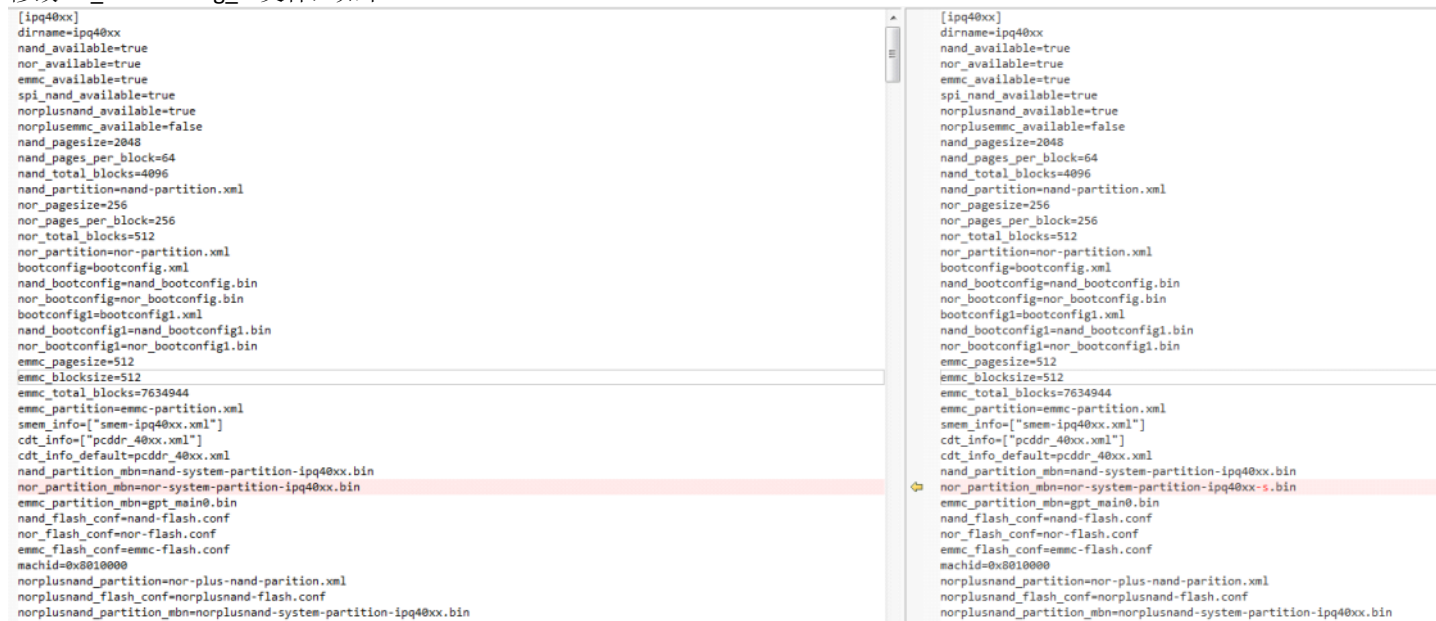 [ipq40xx]
dirname=ipq40xx
nand_available=true
nor_available=true
emmc_available=true
spi_nand_available=true
norplusnand_available=true
norplusemmc_available=false
nand_pagesize=2048
nand_pages_per_block=64
nand_total_blocks=4096
nand_partition=nand-partition.xml
nor_pagesize=256
nor_pages_per_block=256
nor_total_blocks=512
nor_partition=nor-partition.xml
bootconfig=bootconfig.xml
nand_bootconfig=nand_bootconfig.bin
nor_bootconfig=nor_bootconfig.bin
bootconfig1=bootconfig1.xml
nand_bootconfig1=nand_bootconfig1.bin
nor_bootconfig1=nor_bootconfig1.bin
emmc_pagesize=512
emmc_blocksize=512
emmc_total_blocks=7634944
emmc_partition=emmc-partition.xml
smem_info=["smem-ipq40xx.xml"]
cdt_info=["pcddr_40xx.xml"]
cdt_info_default=pcddr_40xx.xml
nand_partition_mbn=nand-system-partition-ipq40xx.bin
nor_partition_mbn=nor-system-partition-ipq40xx.bin
emmc_partition_mbn=gpt_main0.bin
nand_flash_conf=nand-flash.conf
nor_flash_conf=nor-flash.conf
emmc_flash_conf=emmc-flash.conf
machid=0x8010000
norplusnand_partition=nor-plus-nand-parition.xml
norplusnand_flash_conf=norplusnand-flash.conf
norplusnand_partition_mbn=norplusnand-system-partition-ipq40xx.bin
[ipq40xx]
dirname=ipq40xx
nand_available=true
nor_available=true
emmc_available=true
spi_nand_available=true
norplusnand_available=true
norplusemmc_available=false
nand_pagesize=2048
nand_pages_per_block=64
nand_total_blocks=4096
nand_partition=nand-partition.xml
nor_pagesize=256
nor_pages_per_block=256
nor_total_blocks=512
nor_partition=nor-partition.xml
bootconfig=bootconfig.xml
nand_bootconfig=nand_bootconfig.bin
nor_bootconfig=nor_bootconfig.bin
bootconfig1=bootconfig1.xml
nand_bootconfig1=nand_bootconfig1.bin
nor_bootconfig1=nor_bootconfig1.bin
emmc_pagesize=512
emmc_blocksize=512
emmc_total_blocks=7634944
emmc_partition=emmc-partition.xml
smem_info=["smem-ipq40xx.xml"]
cdt_info=["pcddr_40xx.xml"]
cdt_info_default=pcddr_40xx.xml
nand_partition_mbn=nand-system-partition-ipq40xx.bin
nor_partition_mbn=nor-system-partition-ipq40xx-s.bin
emmc_partition_mbn=gpt_main0.bin
nand_flash_conf=nand-flash.conf
nor_flash_conf=nor-flash.conf
emmc_flash_conf=emmc-flash.conf
machid=0x8010000
norplusnand_partition=nor-plus-nand-parition.xml
norplusnand_flash_conf=norplusnand-flash.conf
norplusnand_partition_mbn=norplusnand-system-partition-ipq40xx.bin